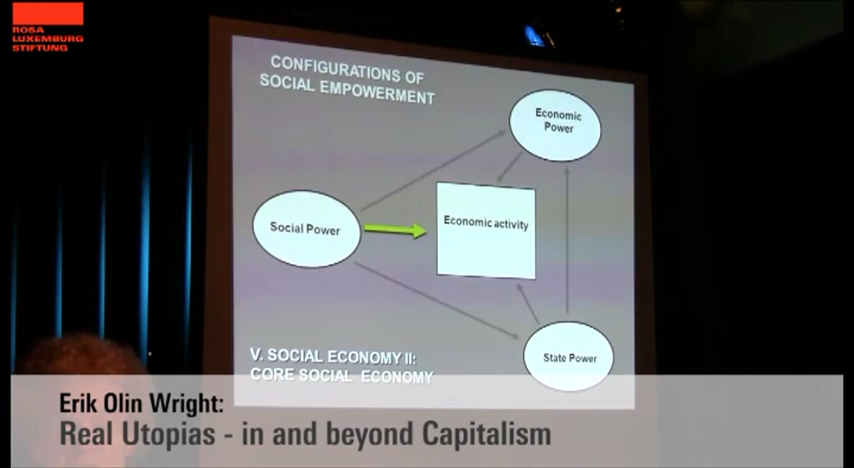 ROSA
LUXEMBURG
STIFTUNG
CONFIGURATIONS OF
SOCIAL EMPOWERMENT
Economic
Power
Social Power
Economic activity
State Power
V. SOCIAL ECONOMY II:
CORE SOCIAL ECONOMY
Erik Olin Wright:
Real Utopias - in and beyond Capitalism